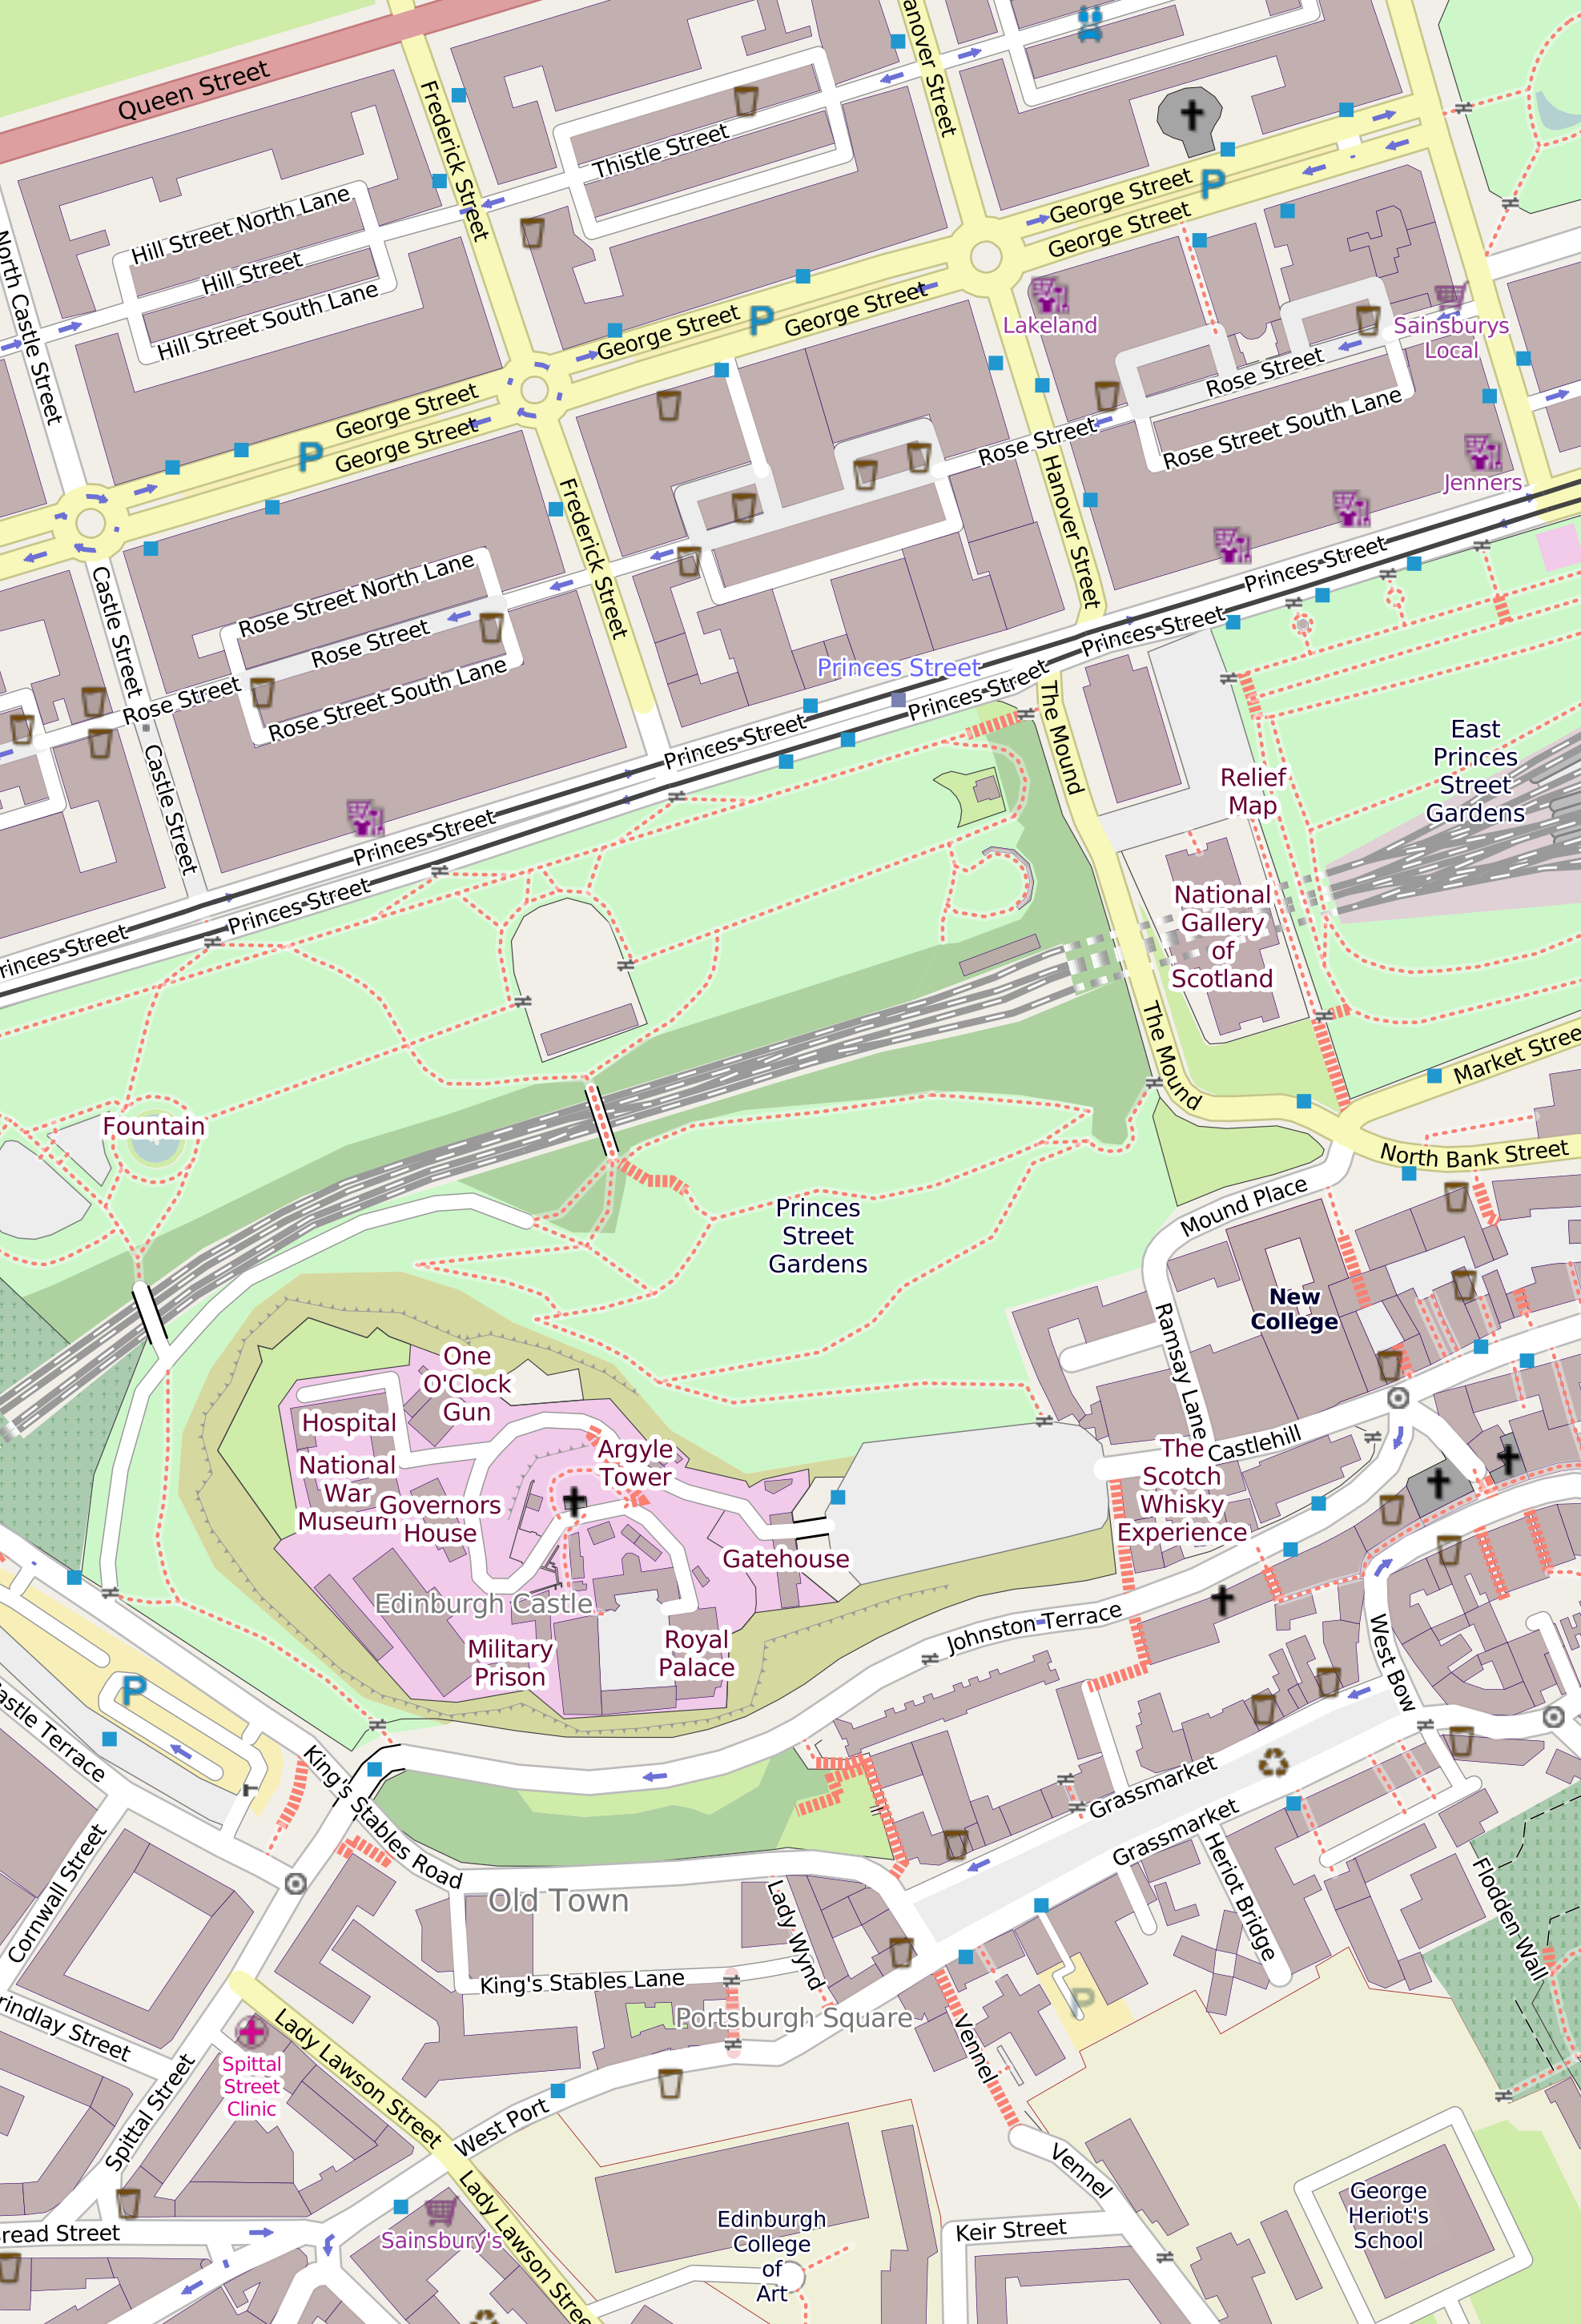 Queen Street
Frederick Street
anover Street
Thistle Street
Hill Street North Lane
Hill Street
Hill Street South Lane
North Castle Street
George Street
George Street
P
George Street
George Street
P
George Street
George Street
P
Lakeland
Sainsburys
Local
Rose Street
Rose Street South Lane
Rose Street
Hanover Street
Jenners
Frederick Street
Castle Street
Rose Street North Lane
Rose Street
Rose Street South Lane
Rose Street
Castle Street
Princes Street
Princes Street
Princes Street
Princes Street
Princes Street
Princes Street
Princes Street
rinces Street
The Mound
East
Princes
Street
Gardens
Relief
Map
National
Gallery
of
Scotland
The Mound
Market Stree
North Bank Street
Mound Place
Fountain
Princes
Street
Gardens
New
College
Ramsay Lane
One
O'Clock
Gun
Hospital
National
War
Museum
Governors
House
Argyle
Tower
Gatehouse
Edinburgh Castle
Military
Prison
Royal
Palace
The
Scotch
Whisky
Experience
Castlehill
Johnston Terrace
West Bow
P
astle Terrace
King's Stables Road
Grassmarket
Grassmarket
Heriot Bridge
Flodden Wall
Cornwall Street
Old Town
Lady Wynd
King's Stables Lane
Portsburgh Square
P
Vennel
rindlay Street
Spittal
Street
Clinic
Spittal Street
Lady Lawson Street
West Port
Vennel
Sainsbury's
Lady Lawson Stree
read Street
Edinburgh
College
of
Art
Keir Street
George
Heriot's
School